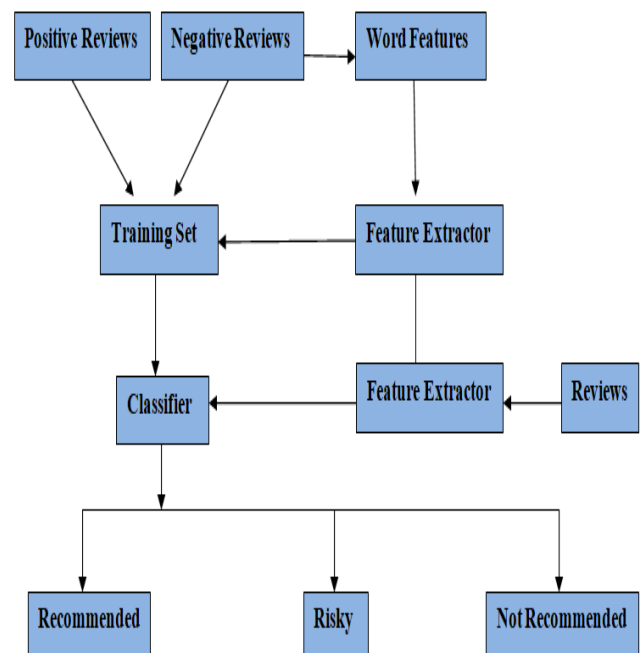 Positive Reviews
Negative Reviews
Word Features
Training Set
Feature Extractor
Classifier
Feature Extractor
Reviews
Recommended
Risky
Not Recommended